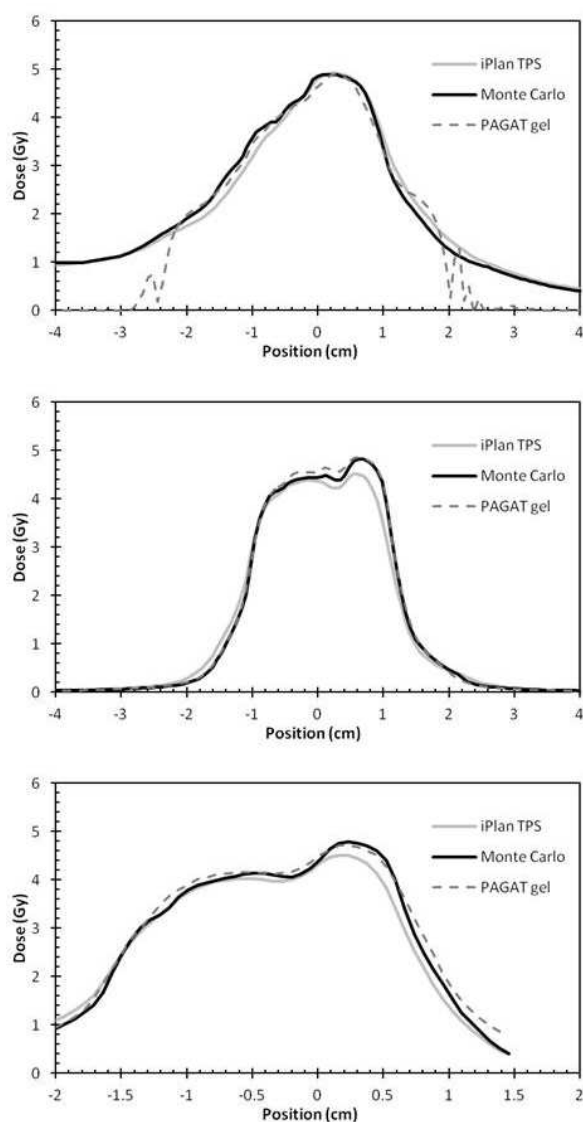 6
5
4
3
2
1
0
Dose (Gy)
iPlan TPS
Monte Carlo
PAGAT gel
-4 -3 -2 -1 0 1 2 3 4
Position (cm)
6
5
4
3
2
1
0
Dose (Gy)
iPlan TPS
Monte Carlo
PAGAT gel
-4 -3 -2 -1 0 1 2 3 4
Position (cm)
6
5
4
3
2
1
0
Dose (Gy)
iPlan TPS
Monte Carlo
PAGAT gel
-2 -1.5 -1 -0.5 0 0.5 1 1.5 2
Position (cm)